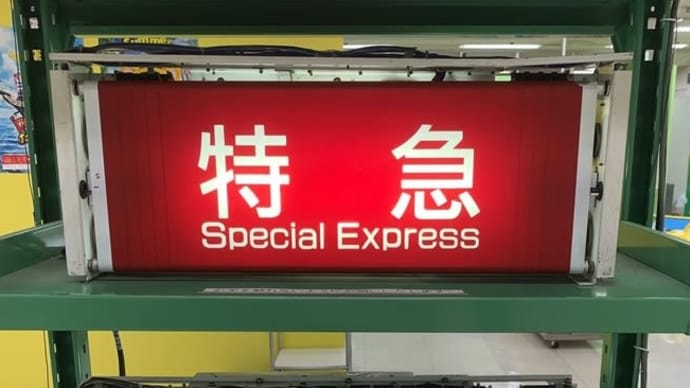 特急
Special Express